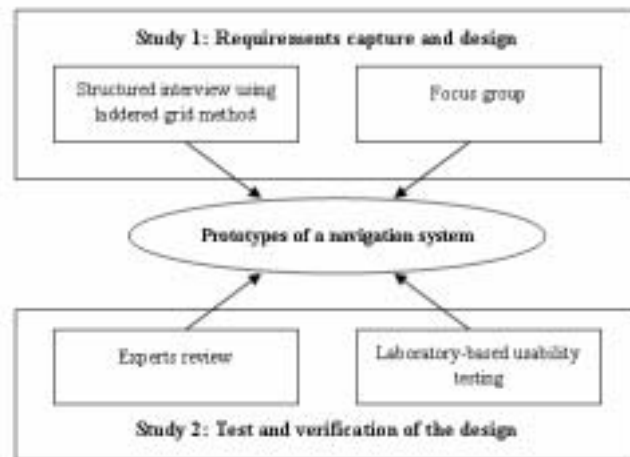 Study 1: Requirements capture and design
Structured interview using
laddered grid method
Focus group
Prototypes of a navigation system
Experts review
Laboratory-based usability
testing
Study 2: Test and verification of the design